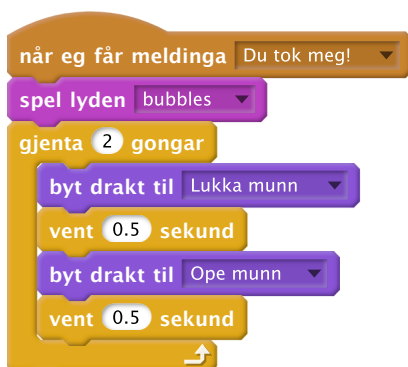 når eg får meldinga Du tok meg!
spel lyden bubbles
gjenta 2 gongar
byt drakt til Lukka munn
vent 0.5 sekund
byt drakt til Ope munn
vent 0.5 sekund